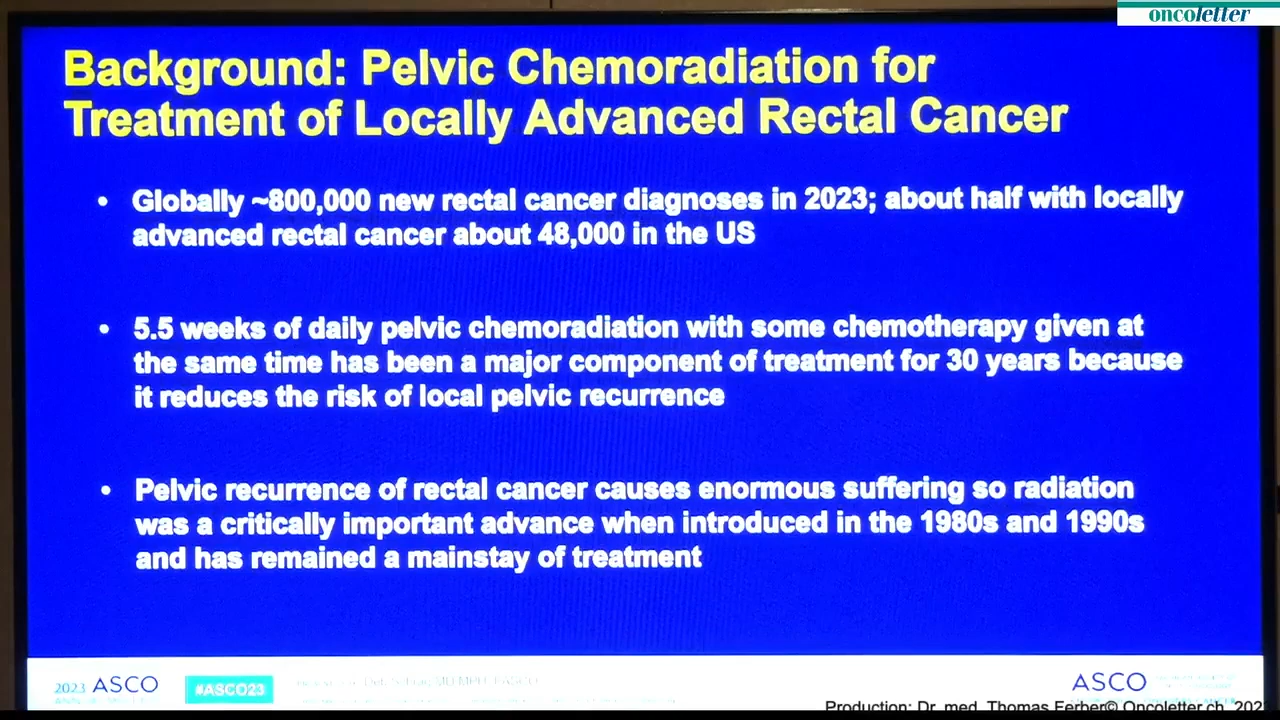 oncoletter
Background: Pelvic Chemoradiation for
Treatment of Locally Advanced Rectal Cancer
• Globally ~800,000 new rectal cancer diagnoses in 2023; about half with locally
advanced rectal cancer about 48,000 in the US
• 5.5 weeks of daily pelvic chemoradiation with some chemotherapy given at
the same time has been a major component of treatment for 30 years because
it reduces the risk of local pelvic recurrence
• Pelvic recurrence of rectal cancer causes enormous suffering so radiation
was a critically important advance when introduced in the 1980s and 1990s
and has remained a mainstay of treatment
2023 ASCO
#ASCO23
Deb Schrag MD MPH
ASCO
Production: Dr. med. Thomas Ferber© Oncoletter.ch, 202